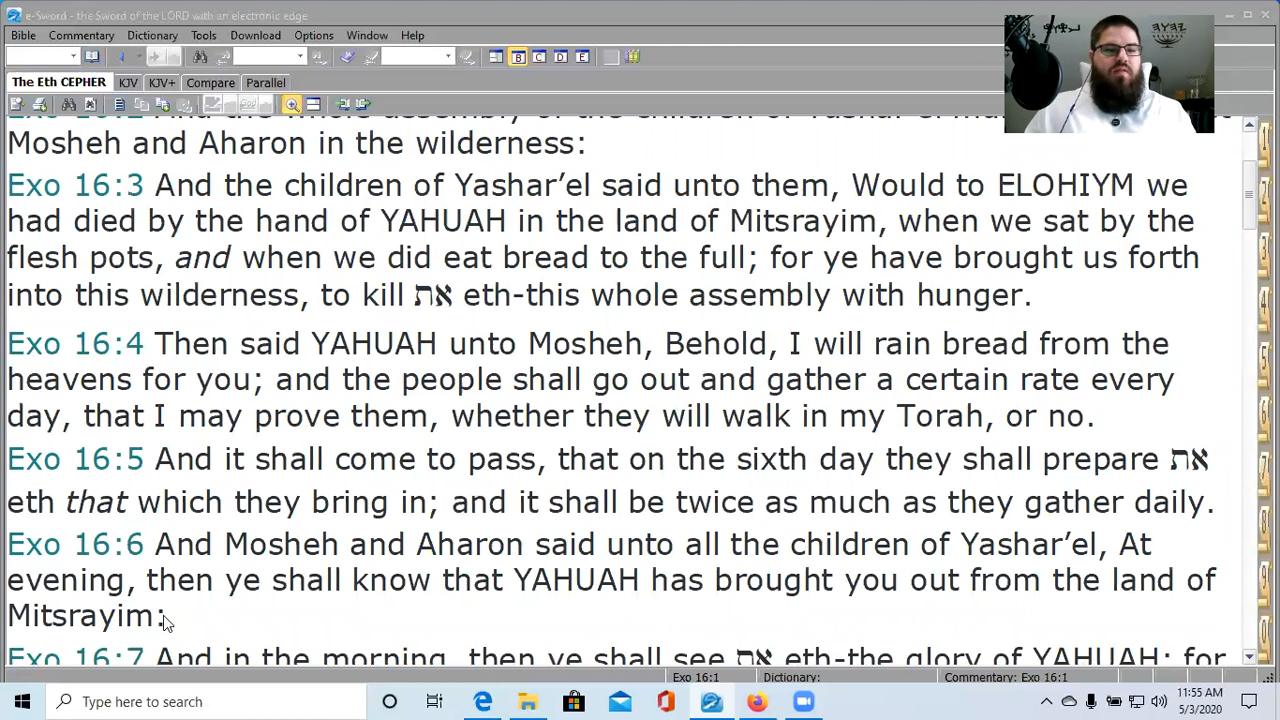 e-Sword - the Sword of the LORD with an electronic edge
Bible Commentary Dictionary Tools Download Options Window Help
B C D E
The Eth CEPHER KJV KJV+ Compare Parallel
Mosheh and Aharon in the wilderness:
Exo 16:3 And the children of Yashar’el said unto them, Would to ELOHIYM we
had died by the hand of YAHUAH in the land of Mitsrayim, when we sat by the
flesh pots, and when we did eat bread to the full; for ye have brought us forth
into this wilderness, to kill את eth-this whole assembly with hunger.
Exo 16:4 Then said YAHUAH unto Mosheh, Behold, I will rain bread from the
heavens for you; and the people shall go out and gather a certain rate every
day, that I may prove them, whether they will walk in my Torah, or no.
Exo 16:5 And it shall come to pass, that on the sixth day they shall prepare את
eth that which they bring in; and it shall be twice as much as they gather daily.
Exo 16:6 And Mosheh and Aharon said unto all the children of Yashar’el, At
evening, then ye shall know that YAHUAH has brought you out from the land of
Mitsrayim:
Exo 16:7 And in the morning, then ye shall see את eth-the glory of YAHUAH; for
Exo 16:1 Dictionary: Commentary: Exo 16:1
Type here to search
11:55 AM
5/3/2020